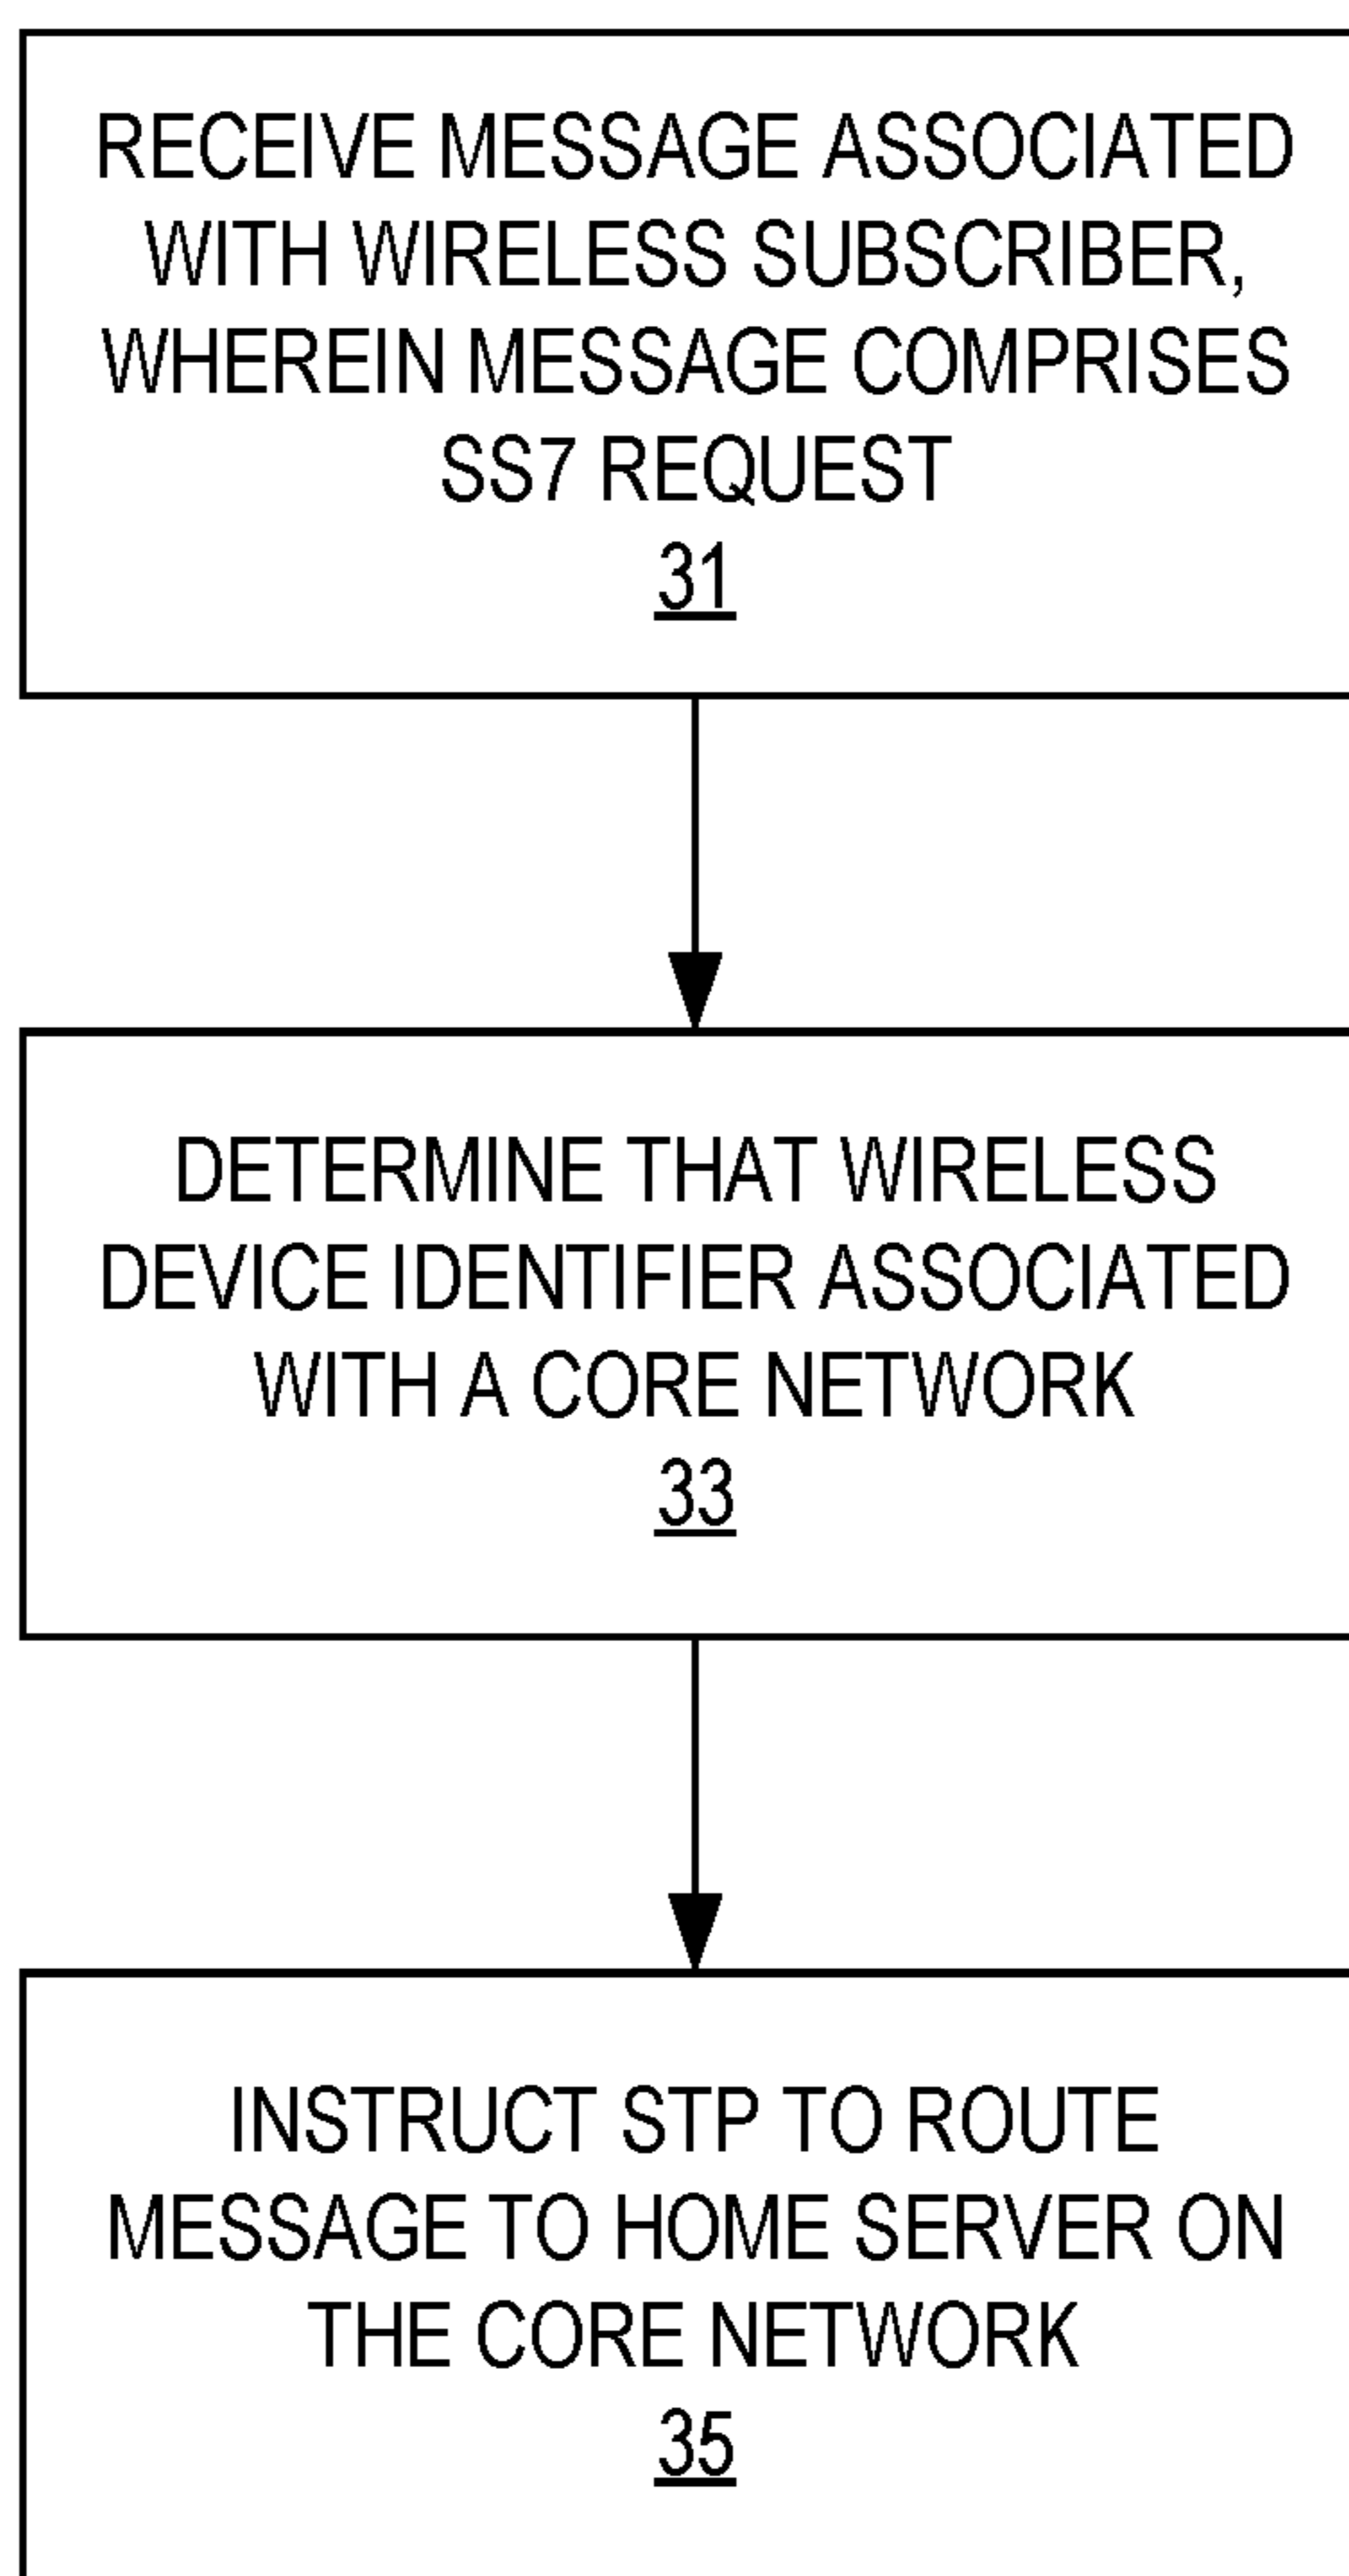 RECEIVE MESSAGE ASSOCIATED
WITH WIRELESS SUBSCRIBER,
WHEREIN MESSAGE COMPRISES
SS7 REQUEST
31
DETERMINE THAT WIRELESS
DEVICE IDENTIFIER ASSOCIATED
WITH A CORE NETWORK
33
INSTRUCT STP TO ROUTE
MESSAGE TO HOME SERVER ON
THE CORE NETWORK
35